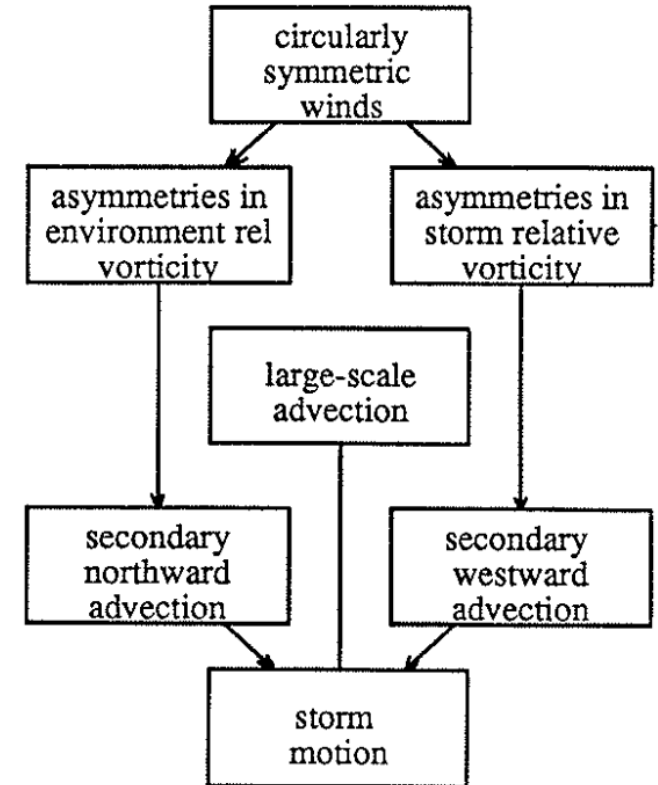 circularly
symmetric
winds
asymmetries in
environment rel
vorticity
asymmetries in
storm relative
vorticity
large-scale
advection
secondary
northward
advection
secondary
westward
advection
storm
motion